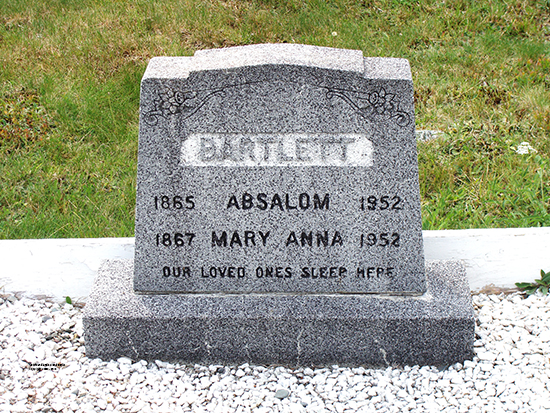 BARTLETT
1865 ABSALOM 1952
1867 MARY ANNA 1952
OUR LOVED ONES SLEEP HERE